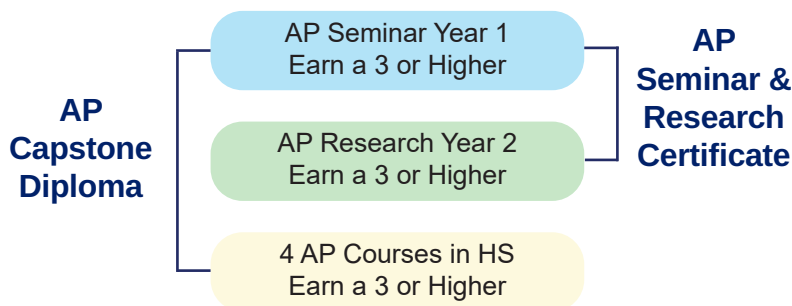 AP
Capstone
Diploma
AP Seminar Year 1
Earn a 3 or Higher
AP Research Year 2
Earn a 3 or Higher
4 AP Courses in HS
Earn a 3 or Higher
AP
Seminar &
Research
Certificate